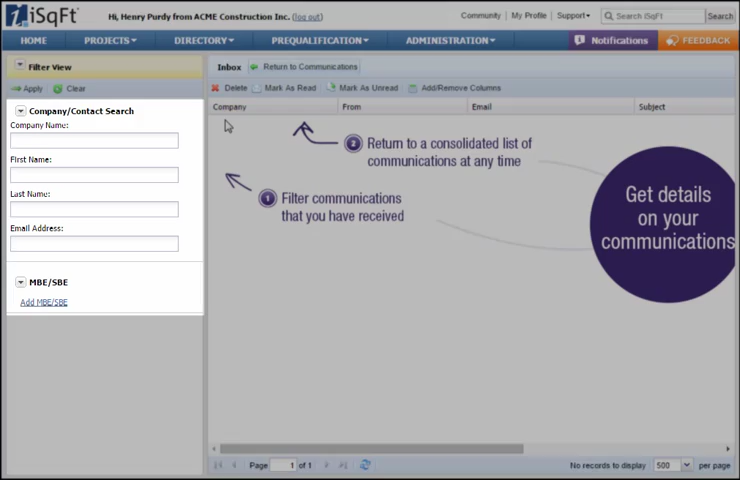 iSqFt
Hi, Henry Purdy from ACME Construction Inc. (log out)
Community | My Profile | Support
Search iSqFt Search
HOME PROJECTS DIRECTORY PREQUALIFICATION ADMINISTRATION Notifications FEEDBACK
Filter View
Inbox Return to Communications
Apply Clear
Delete Mark As Read Mark As Unread Add/Remove Columns
Company From Email Subject
Company/Contact Search
Company Name:
First Name:
Last Name:
Email Address:
MBE/SBE
Add MBE/SBE
2 Return to a consolidated list of
communications at any time
1 Filter communications
that you have received
Get details
on your
communications
Page 1 of 1
No records to display 500 per page